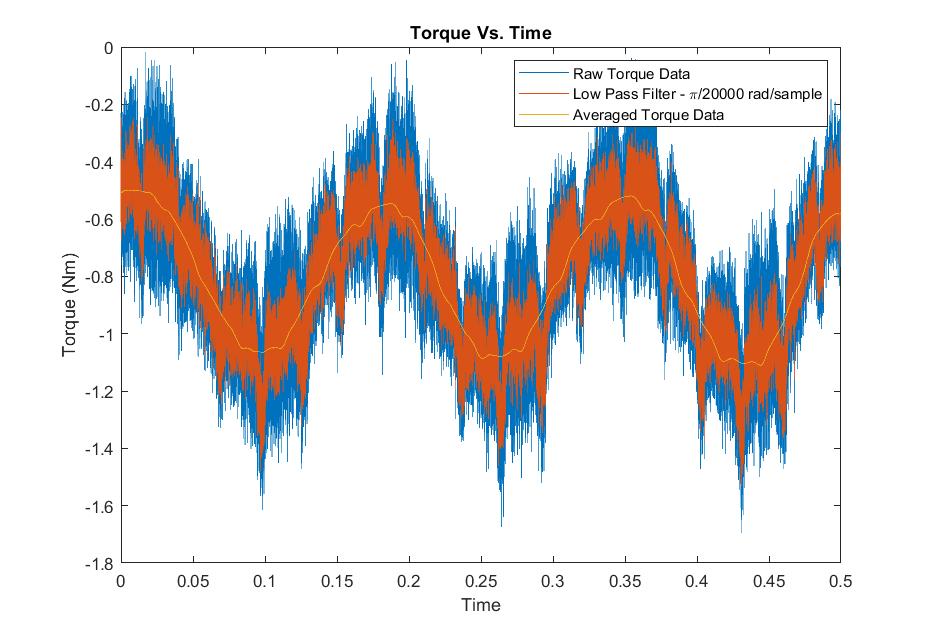 Torque Vs. Time
Raw Torque Data
Low Pass Filter - π/20000 rad/sample
Averaged Torque Data
0
-0.2
-0.4
-0.6
-0.8
-1
-1.2
-1.4
-1.6
-1.8
Torque (Nm)
0 0.05 0.1 0.15 0.2 0.25 0.3 0.35 0.4 0.45 0.5
Time